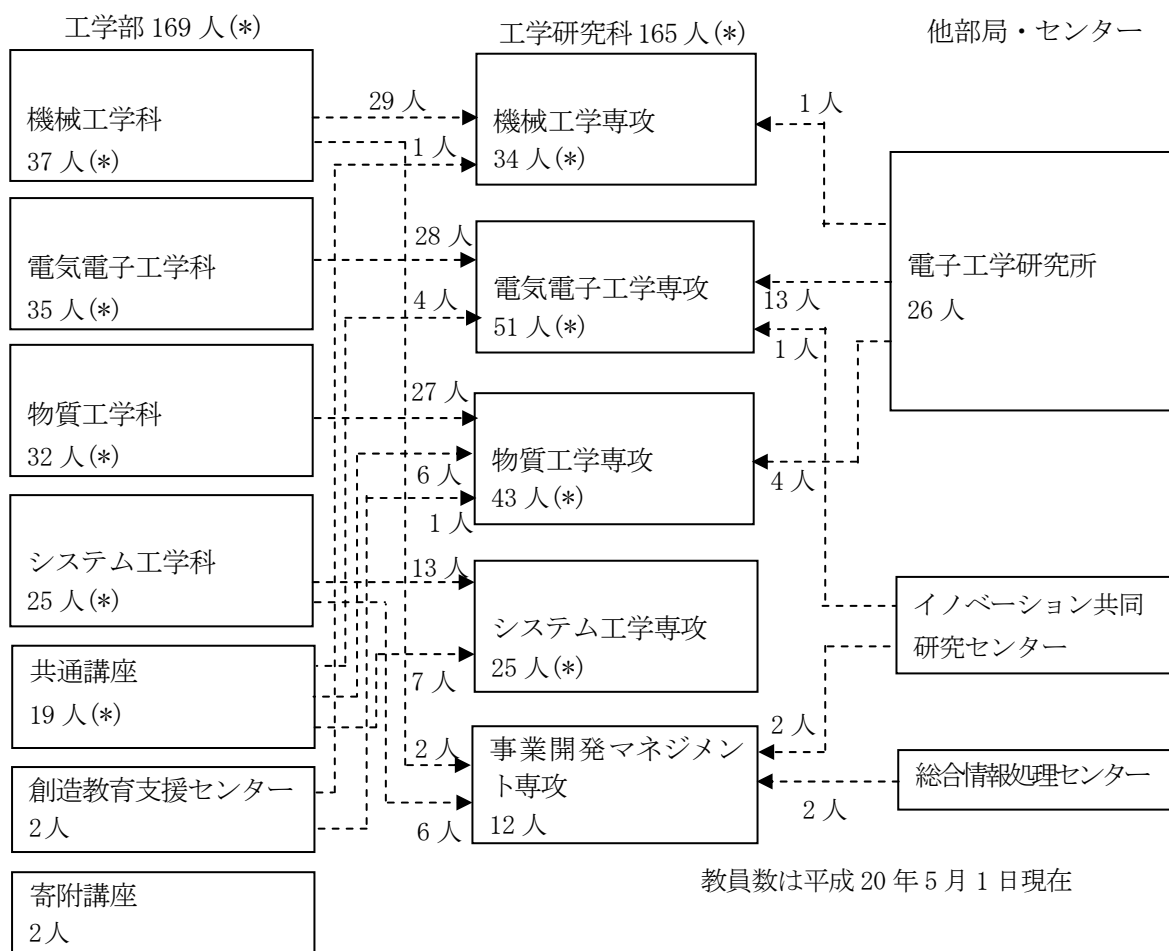 工学部 169 人(*)
工学研究科 165 人(*)
他部局・センター
機械工学科
37 人(*)
29 人
1 人
機械工学専攻
34 人(*)
1 人
電気電子工学科
35 人(*)
28 人
4 人
電気電子工学専攻
51 人(*)
13 人
1 人
電子工学研究所
26 人
物質工学科
32 人(*)
27 人
6 人
1 人
物質工学専攻
43 人(*)
4 人
システム工学科
25 人(*)
13 人
7 人
システム工学専攻
25 人(*)
イノベーション共同
研究センター
共通講座
19 人(*)
2 人
6 人
事業開発マネジメン
ト専攻
12 人
2 人
2 人
総合情報処理センター
創造教育支援センター
2 人
寄附講座
2 人
教員数は平成 20 年 5 月 1 日現在